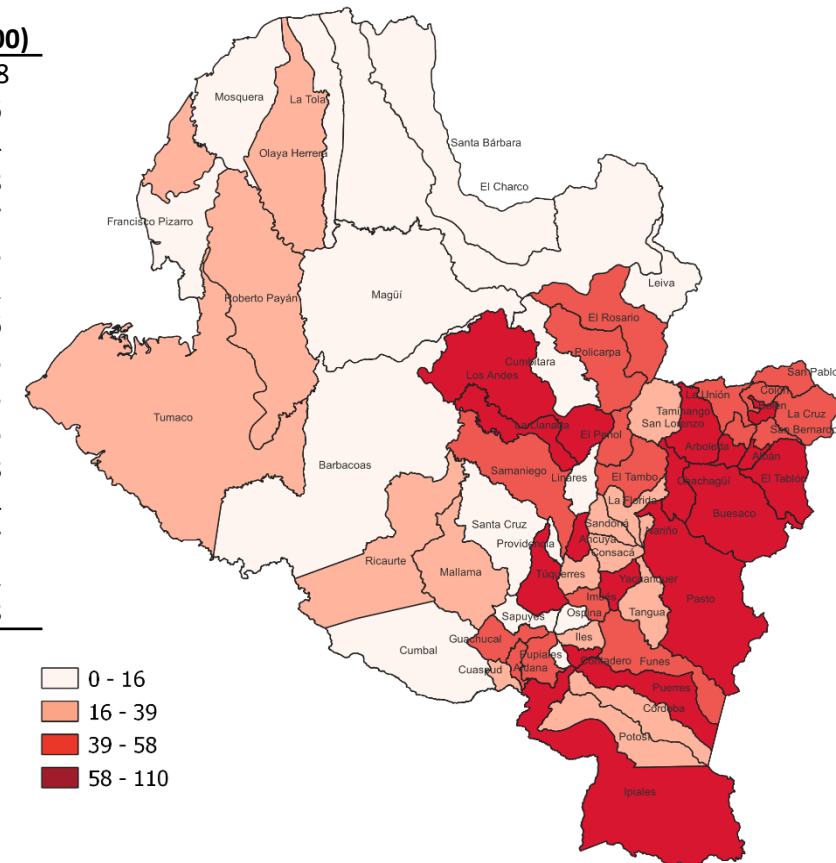 00)
8
Mosquera
La Tola
Olaya Herrera
Santa Bárbara
El Charco
Francisco Pizarro
Leiva
Magüí
Roberto Payán
El Rosario
Policarpa
Cumbitara
Los Andes
San Pablo
Colón
La Unión
Belén
La Cruz
Taminango
San Lorenzo
San Bernardo
Tumaco
La Llanada
El Peñol
Arboleda
Albán
Barbacoas
Samaniego
Linares
El Tambo
Chachagüí
El Tablón
La Florida
Buesaco
Santa Cruz
Sandoná
Nariño
Providencia
Ancuya
Consacá
Ricaurte
Mallama
Túquerres
Yacuanquer
Imués
Pasto
Tangua
Sapuyes
Ospina
Iles
Guachucal
Cumbal
Pupiales
Contadero
Funes
Cuaspud
Aldana
Puerres
Córdoba
Potosí
Ipiales
0 - 16
16 - 39
39 - 58
58 - 110